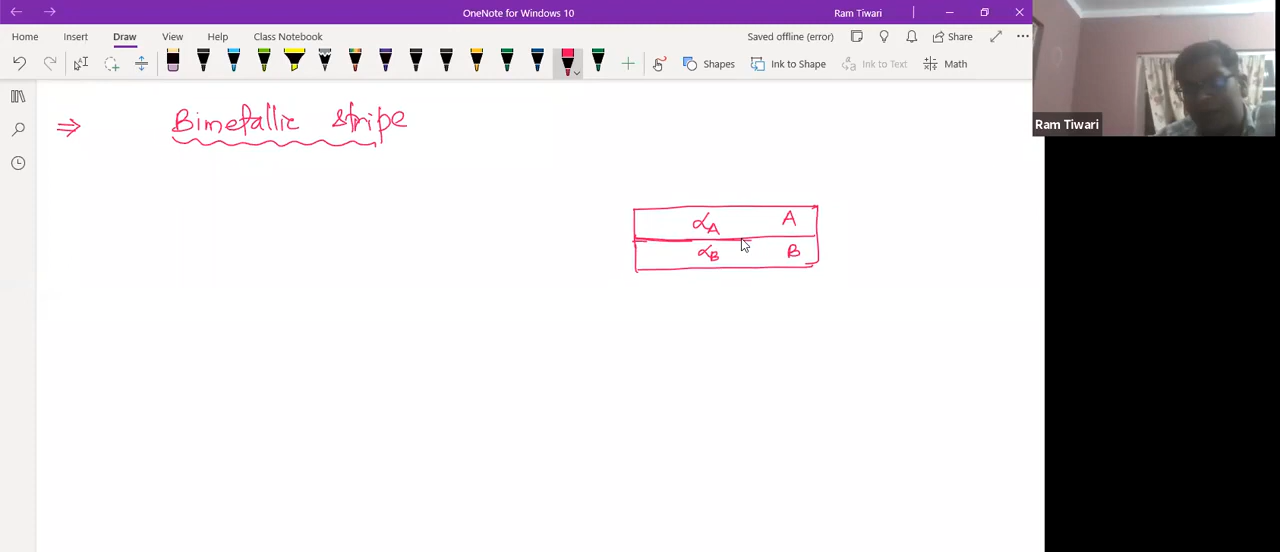 OneNote for Windows 10
Ram Tiwari
Home Insert Draw View Help Class Notebook
Saved offline (error)
Share
Shapes
Ink to Shape
Ink to Text
Math
Ram Tiwari
⇒ Bimetallic stripe
αA A
αB B